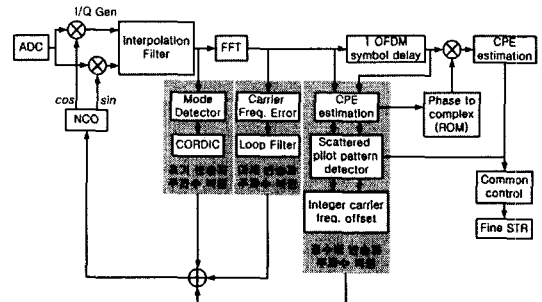 I/Q Gen
ADC
Interpolation
Filter
FFT
1 OFDM
symbol delay
CPE
estimation
cos
sin
NCO
Mode
Detector
CORDIC
Carrier
Freq. Error
Loop Filter
CPE
estimation
Scattered
pilot pattern
detector
Integer carrier
freq. offset
Phase to
complex
(ROM)
Common
control
Fine STR